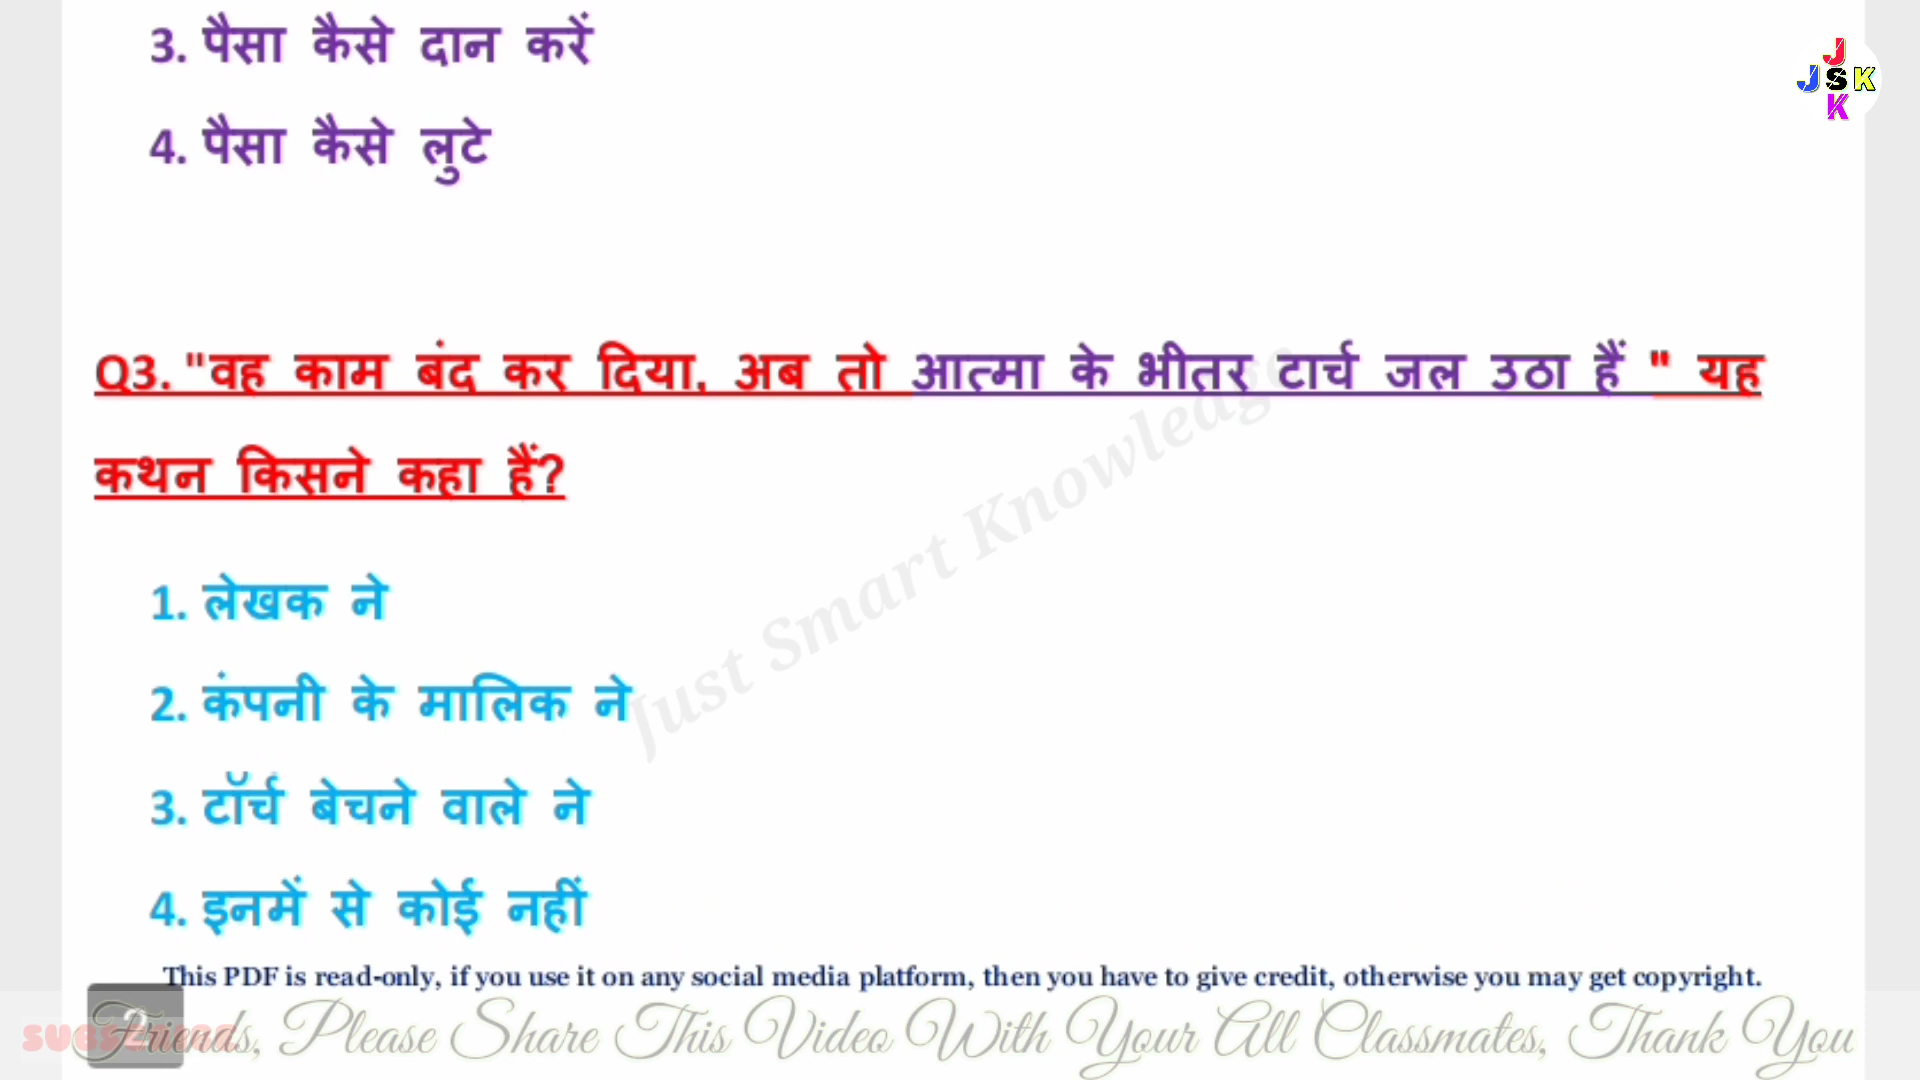 3. पैसा कैसे दान करें
4. पैसा कैसे लुटे
J
JSK
K
Q3. "वह काम बंद कर दिया, अब तो आत्मा के भीतर टार्च जल उठा हैं " यह
कथन किसने कहा हैं?
1. लेखक ने
2. कंपनी के मालिक ने
3. टॉर्च बेचने वाले ने
4. इनमें से कोई नहीं
Just Smart Knowledge
This PDF is read-only, if you use it on any social media platform, then you have to give credit, otherwise you may get copyright.
Friends, Please Share This Video With Your All Classmates, Thank You